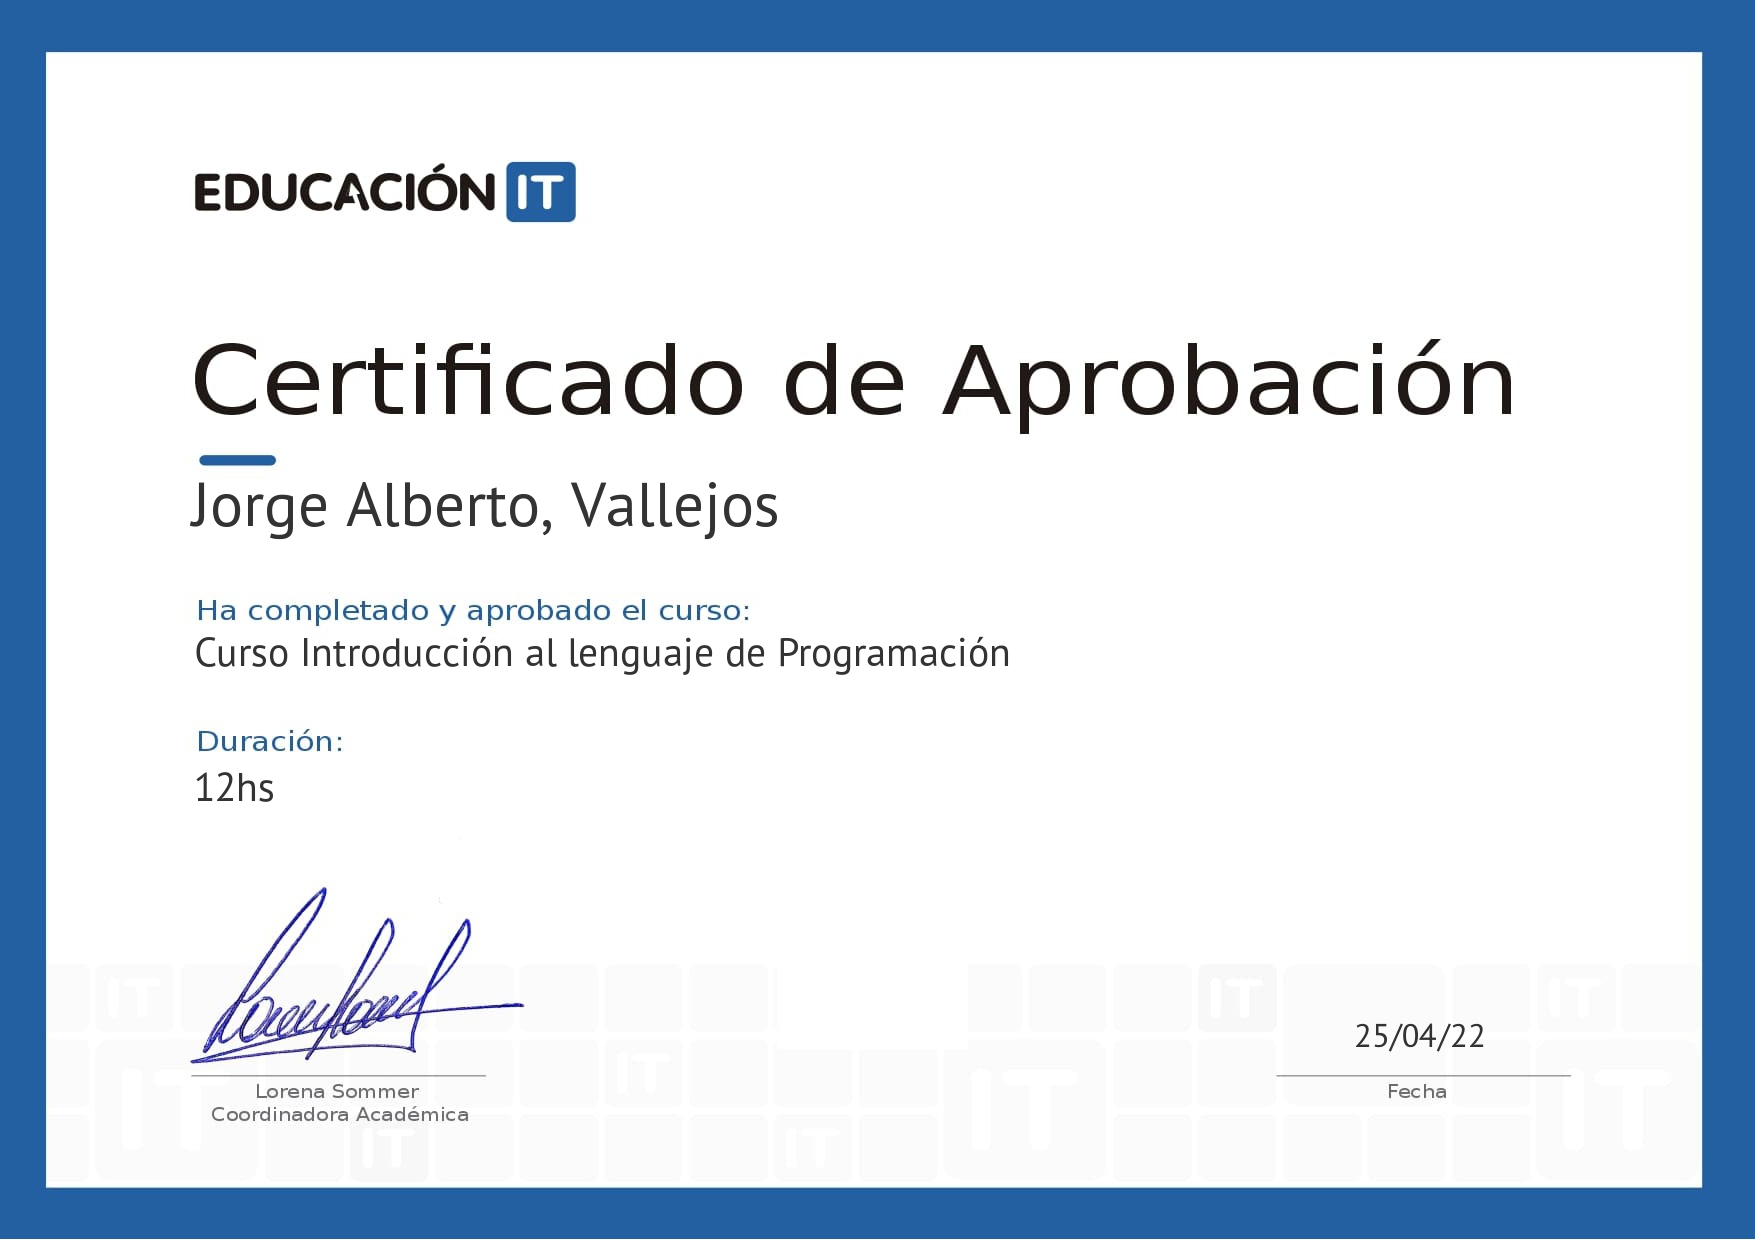 EDUCACIÓN IT
Certificado de Aprobación
Jorge Alberto, Vallejos
Ha completado y aprobado el curso:
Curso Introducción al lenguaje de Programación
Duración:
12hs
25/04/22
Lorena Sommer
Coordinadora Académica
Fecha